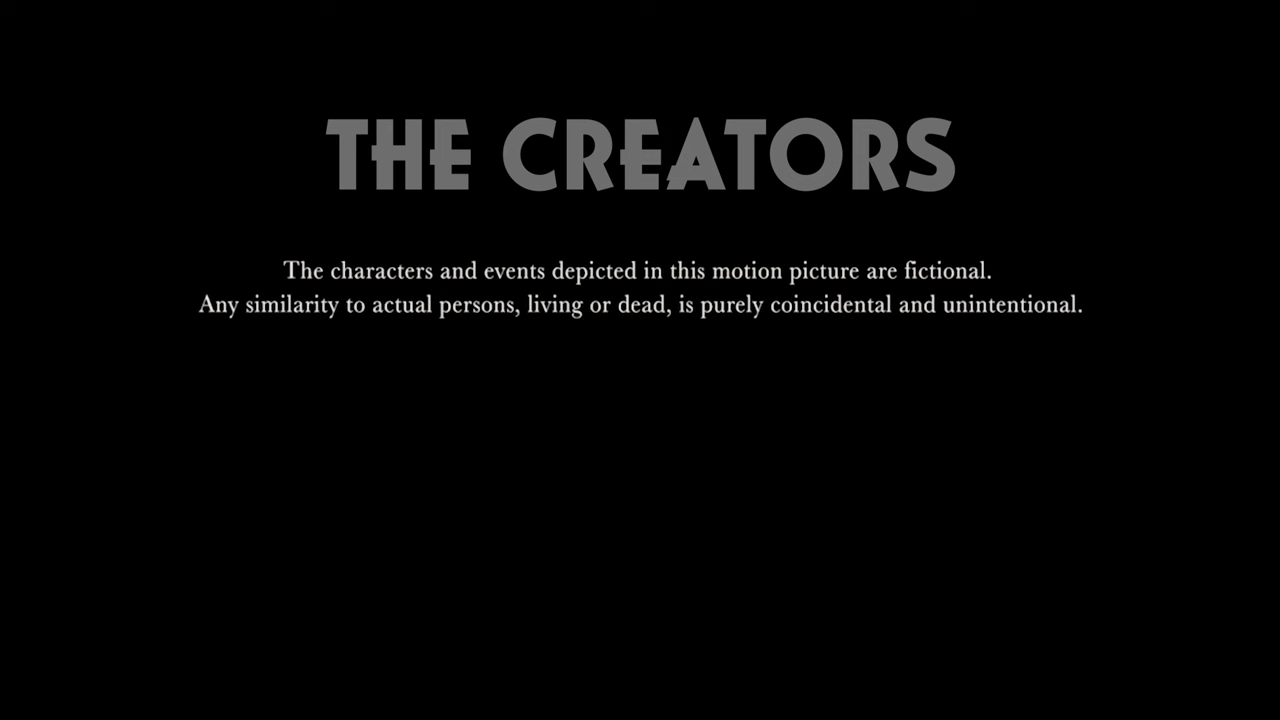 THE CREATORS
The characters and events depicted in this motion picture are fictional.
Any similarity to actual persons, living or dead, is purely coincidental and unintentional.